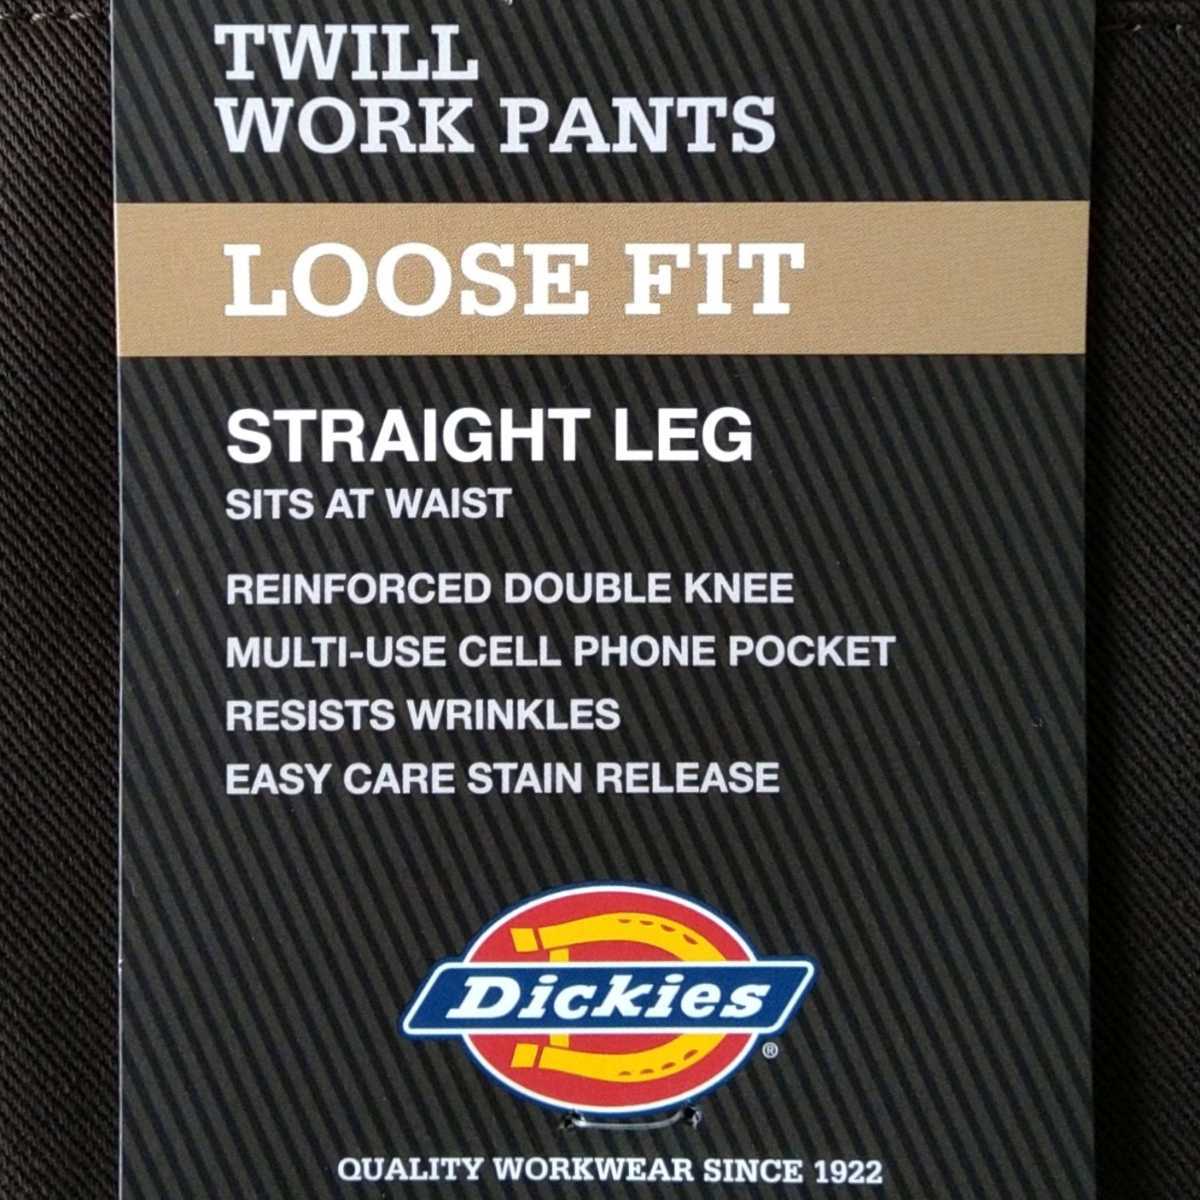 TWILL
WORK PANTS
LOOSE FIT
STRAIGHT LEG
SITS AT WAIST
REINFORCED DOUBLE KNEE
MULTI-USE CELL PHONE POCKET
RESISTS WRINKLES
EASY CARE STAIN RELEASE
Dickies
®
QUALITY WORKWEAR SINCE 1922